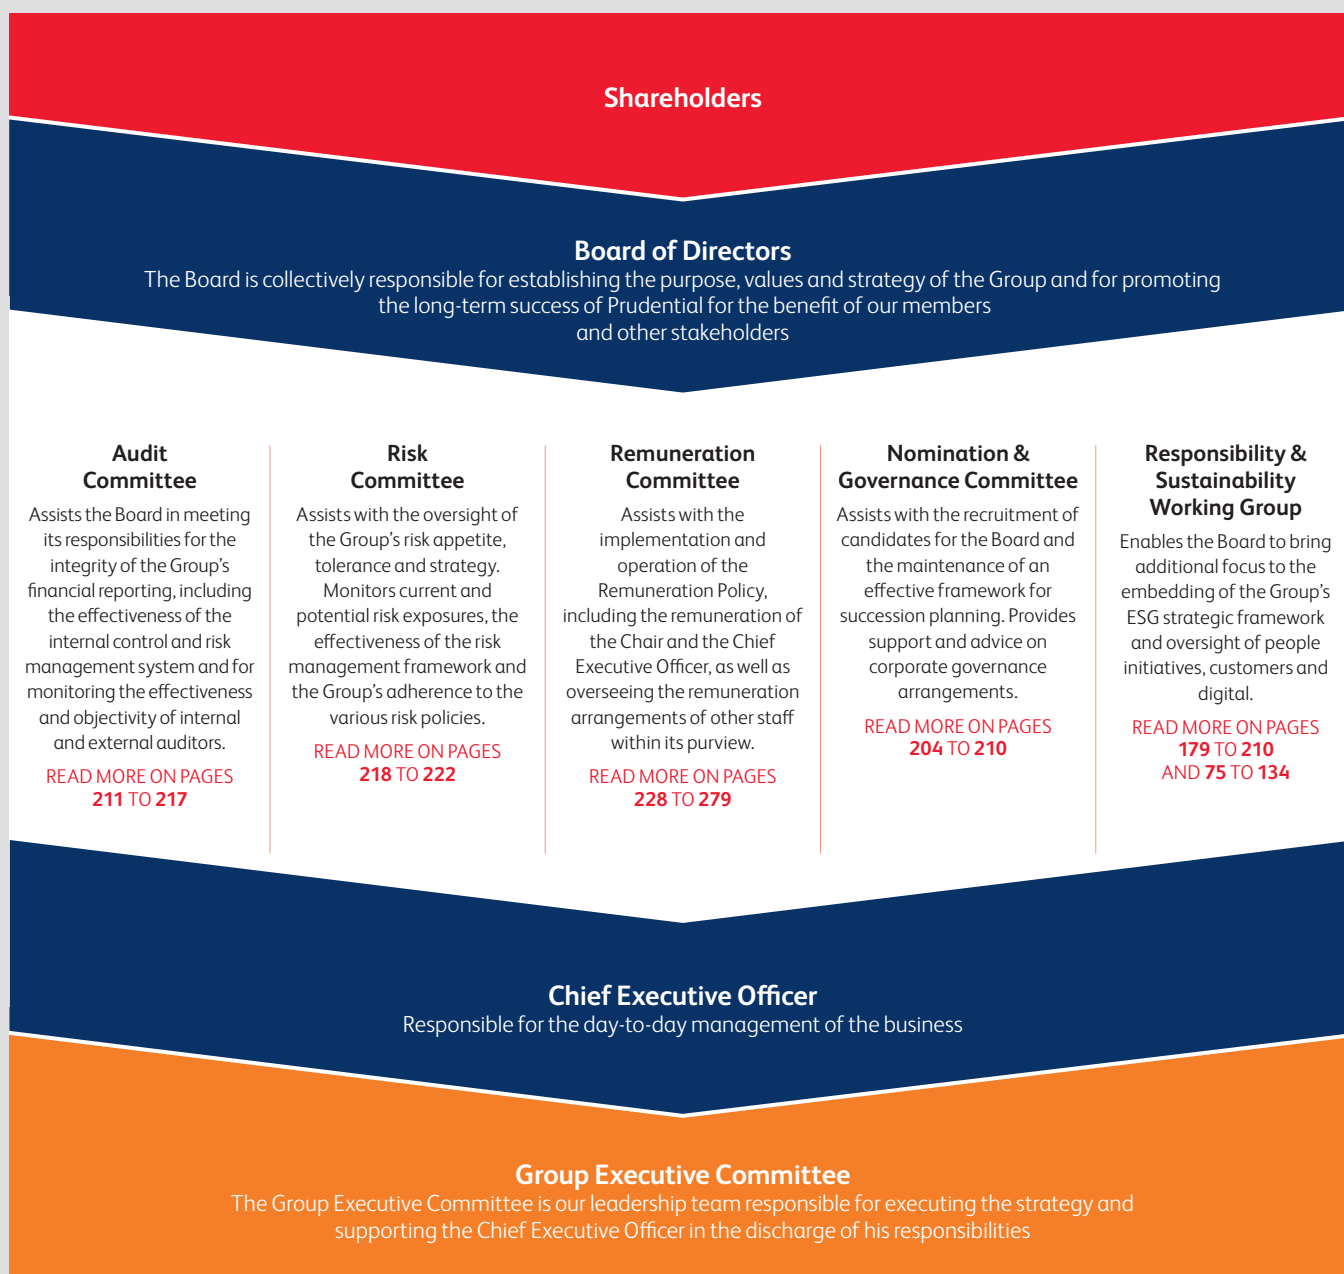 Shareholders
Board of Directors
The Board is collectively responsible for establishing the purpose, values and strategy of the Group and for promoting
the long-term success of Prudential for the benefit of our members
and other stakeholders
Audit
Committee
Assists the Board in meeting
its responsibilities for the
integrity of the Group's
financial reporting, including
the effectiveness of the
internal control and risk
management system and for
monitoring the effectiveness
and objectivity of internal
and external auditors.
READ MORE ON PAGES
211 TO 217
Risk
Committee
Assists with the oversight of
the Group's risk appetite,
tolerance and strategy.
Monitors current and
potential risk exposures, the
effectiveness of the risk
management framework and
the Group's adherence to the
various risk policies.
READ MORE ON PAGES
218 TO 222
Remuneration
Committee
Assists with the
implementation and
operation of the
Remuneration Policy,
including the remuneration of
the Chair and the Chief
Executive Officer, as well as
overseeing the remuneration
arrangements of other staff
within its purview.
READ MORE ON PAGES
228 TO 279
Nomination &
Governance Committee
Assists with the recruitment of
candidates for the Board and
the maintenance of an
effective framework for
succession planning. Provides
support and advice on
corporate governance
arrangements.
READ MORE ON PAGES
204 TO 210
Responsibility &
Sustainability
Working Group
Enables the Board to bring
additional focus to the
embedding of the Group's
ESG strategic framework
and oversight of people
initiatives, customers and
digital.
READ MORE ON PAGES
179 TO 210
AND 75 TO 134
Chief Executive Officer
Responsible for the day-to-day management of the business
Group Executive Committee
The Group Executive Committee is our leadership team responsible for executing the strategy and
supporting the Chief Executive Officer in the discharge of his responsibilities